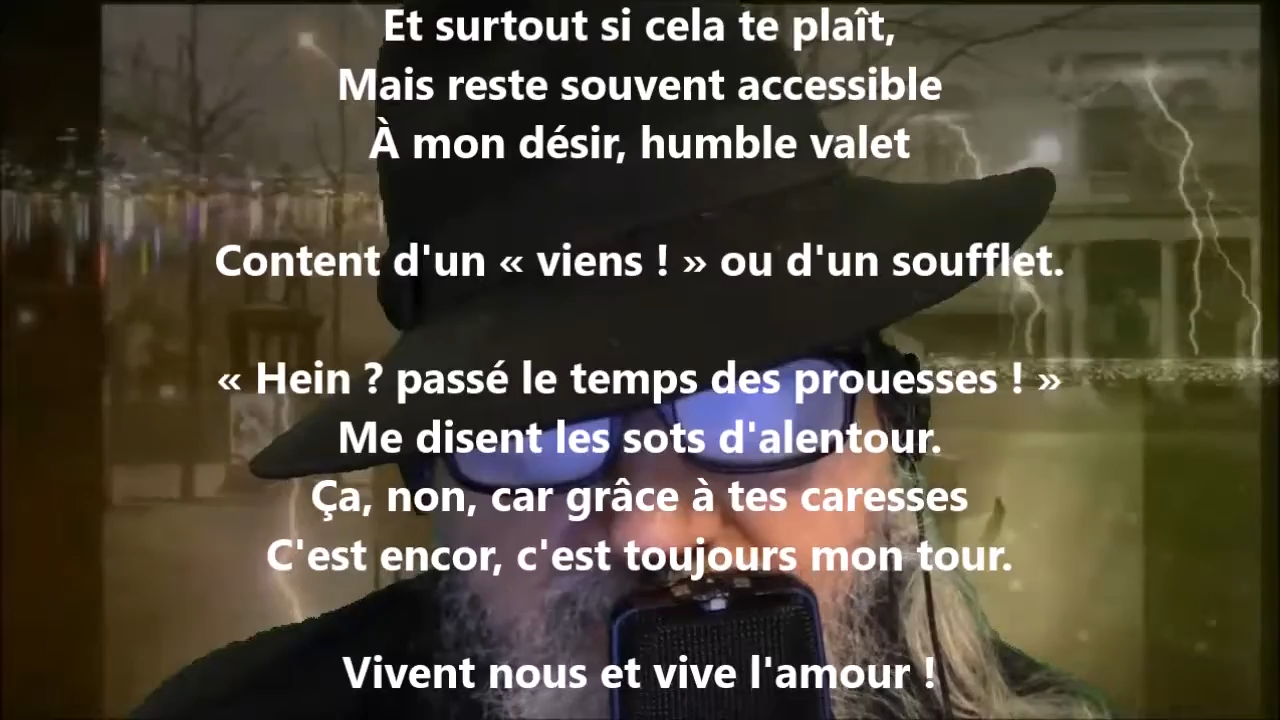 Et surtout si cela te plaît,
Mais reste souvent accessible
À mon désir, humble valet
Content d'un « viens ! » ou d'un soufflet.
« Hein ? passé le temps des prouesses ! »
Me disent les sots d'alentour.
Ça, non, car grâce à tes caresses
C'est encor, c'est toujours mon tour.
Vivent nous et vive l'amour !